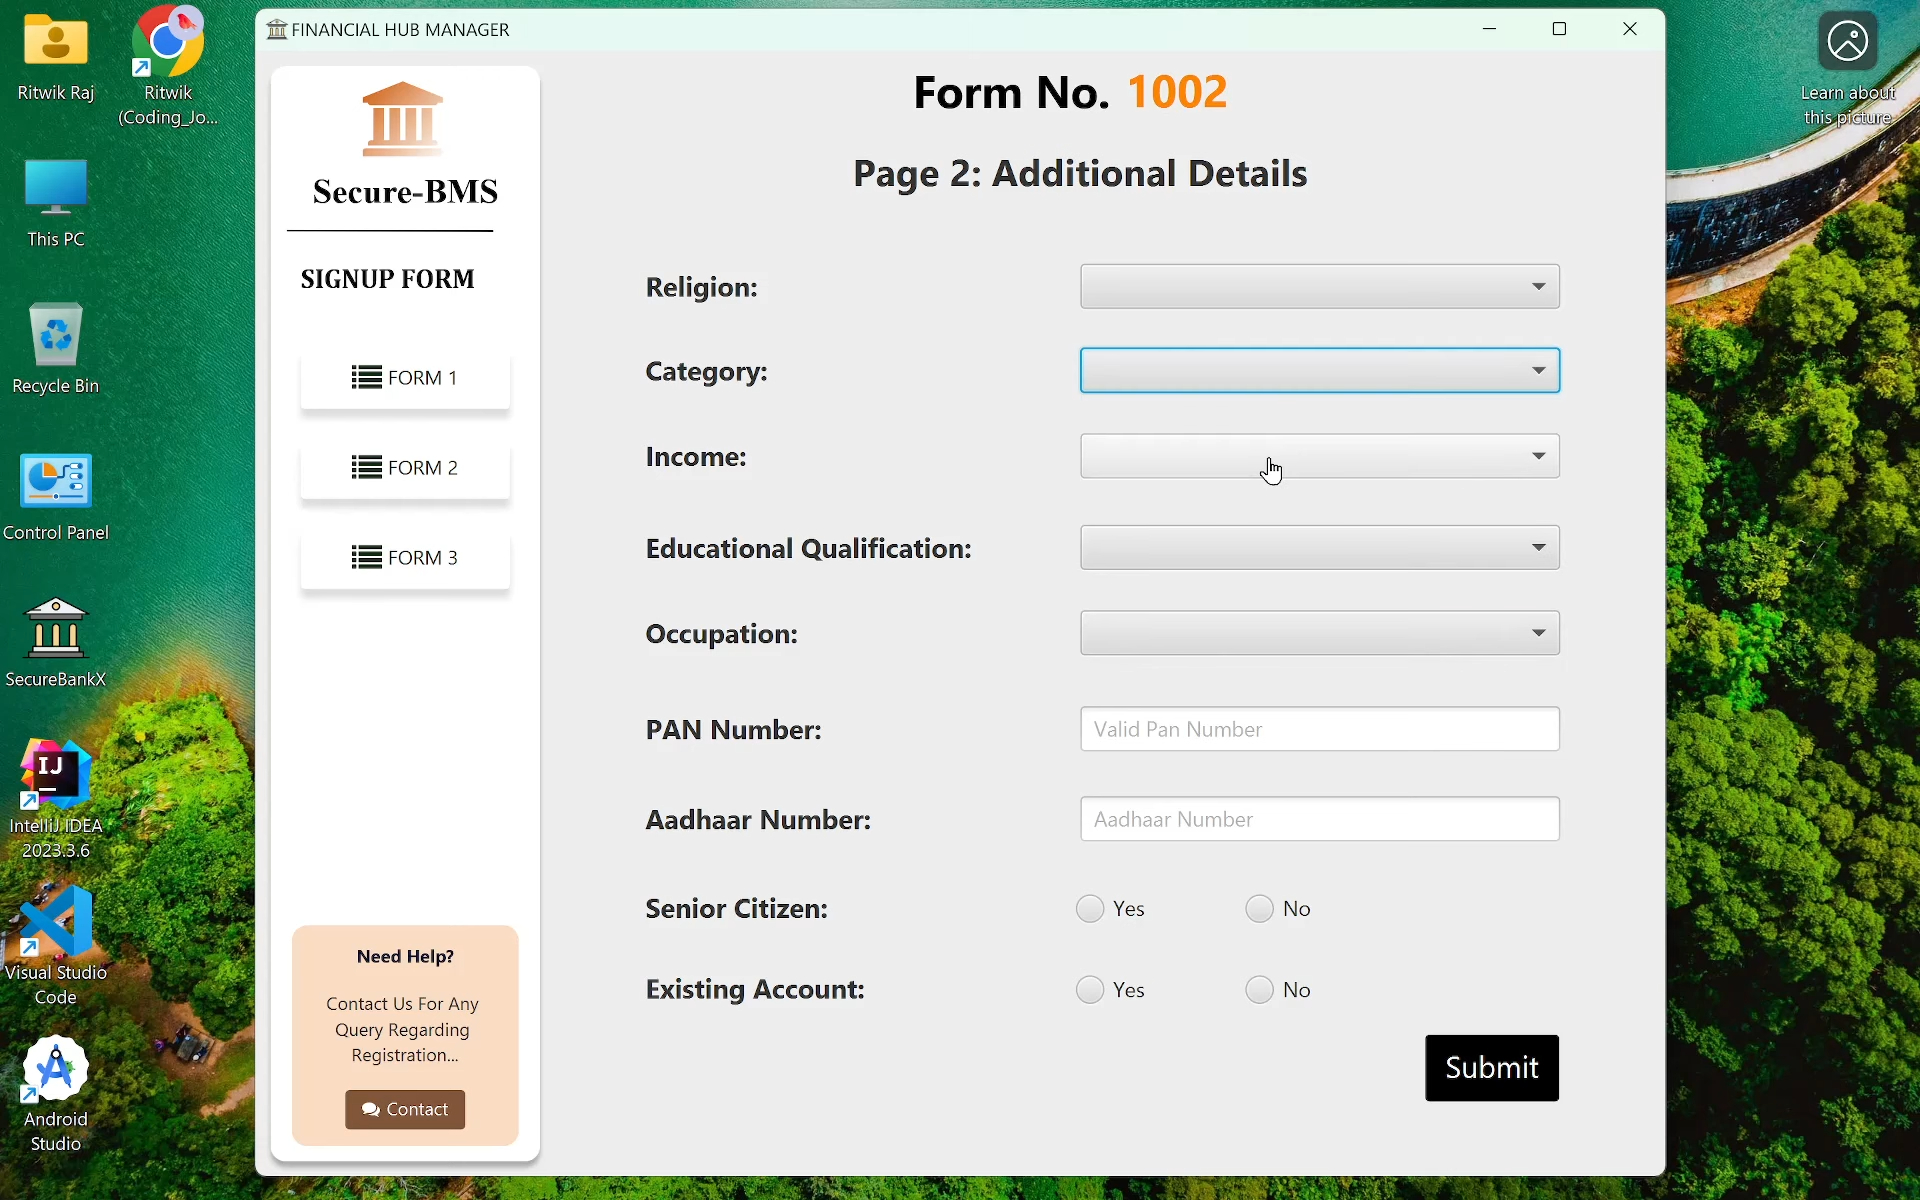 Ritwik Raj
Ritwik
(Coding_Jo...
This PC
Recycle Bin
Control Panel
SecureBankX
IJ
IntelliJ IDEA
2023.3.6
Visual Studio
Code
Android
Studio
FINANCIAL HUB MANAGER
Secure-BMS
SIGNUP FORM
FORM 1
FORM 2
FORM 3
Need Help?
Contact Us For Any
Query Regarding
Registration...
Contact
Form No. 1002
Page 2: Additional Details
Religion:
Category:
Income:
Educational Qualification:
Occupation:
PAN Number: Valid Pan Number
Aadhaar Number: Aadhaar Number
Senior Citizen: Yes No
Existing Account: Yes No
Submit
Learn about
this picture